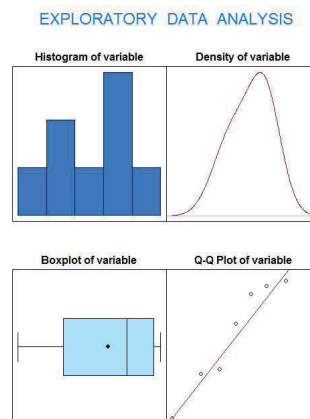 EXPLORATORY DATA ANALYSIS
Histogram of variable
Density of variable
Boxplot of variable
Q-Q Plot of variable